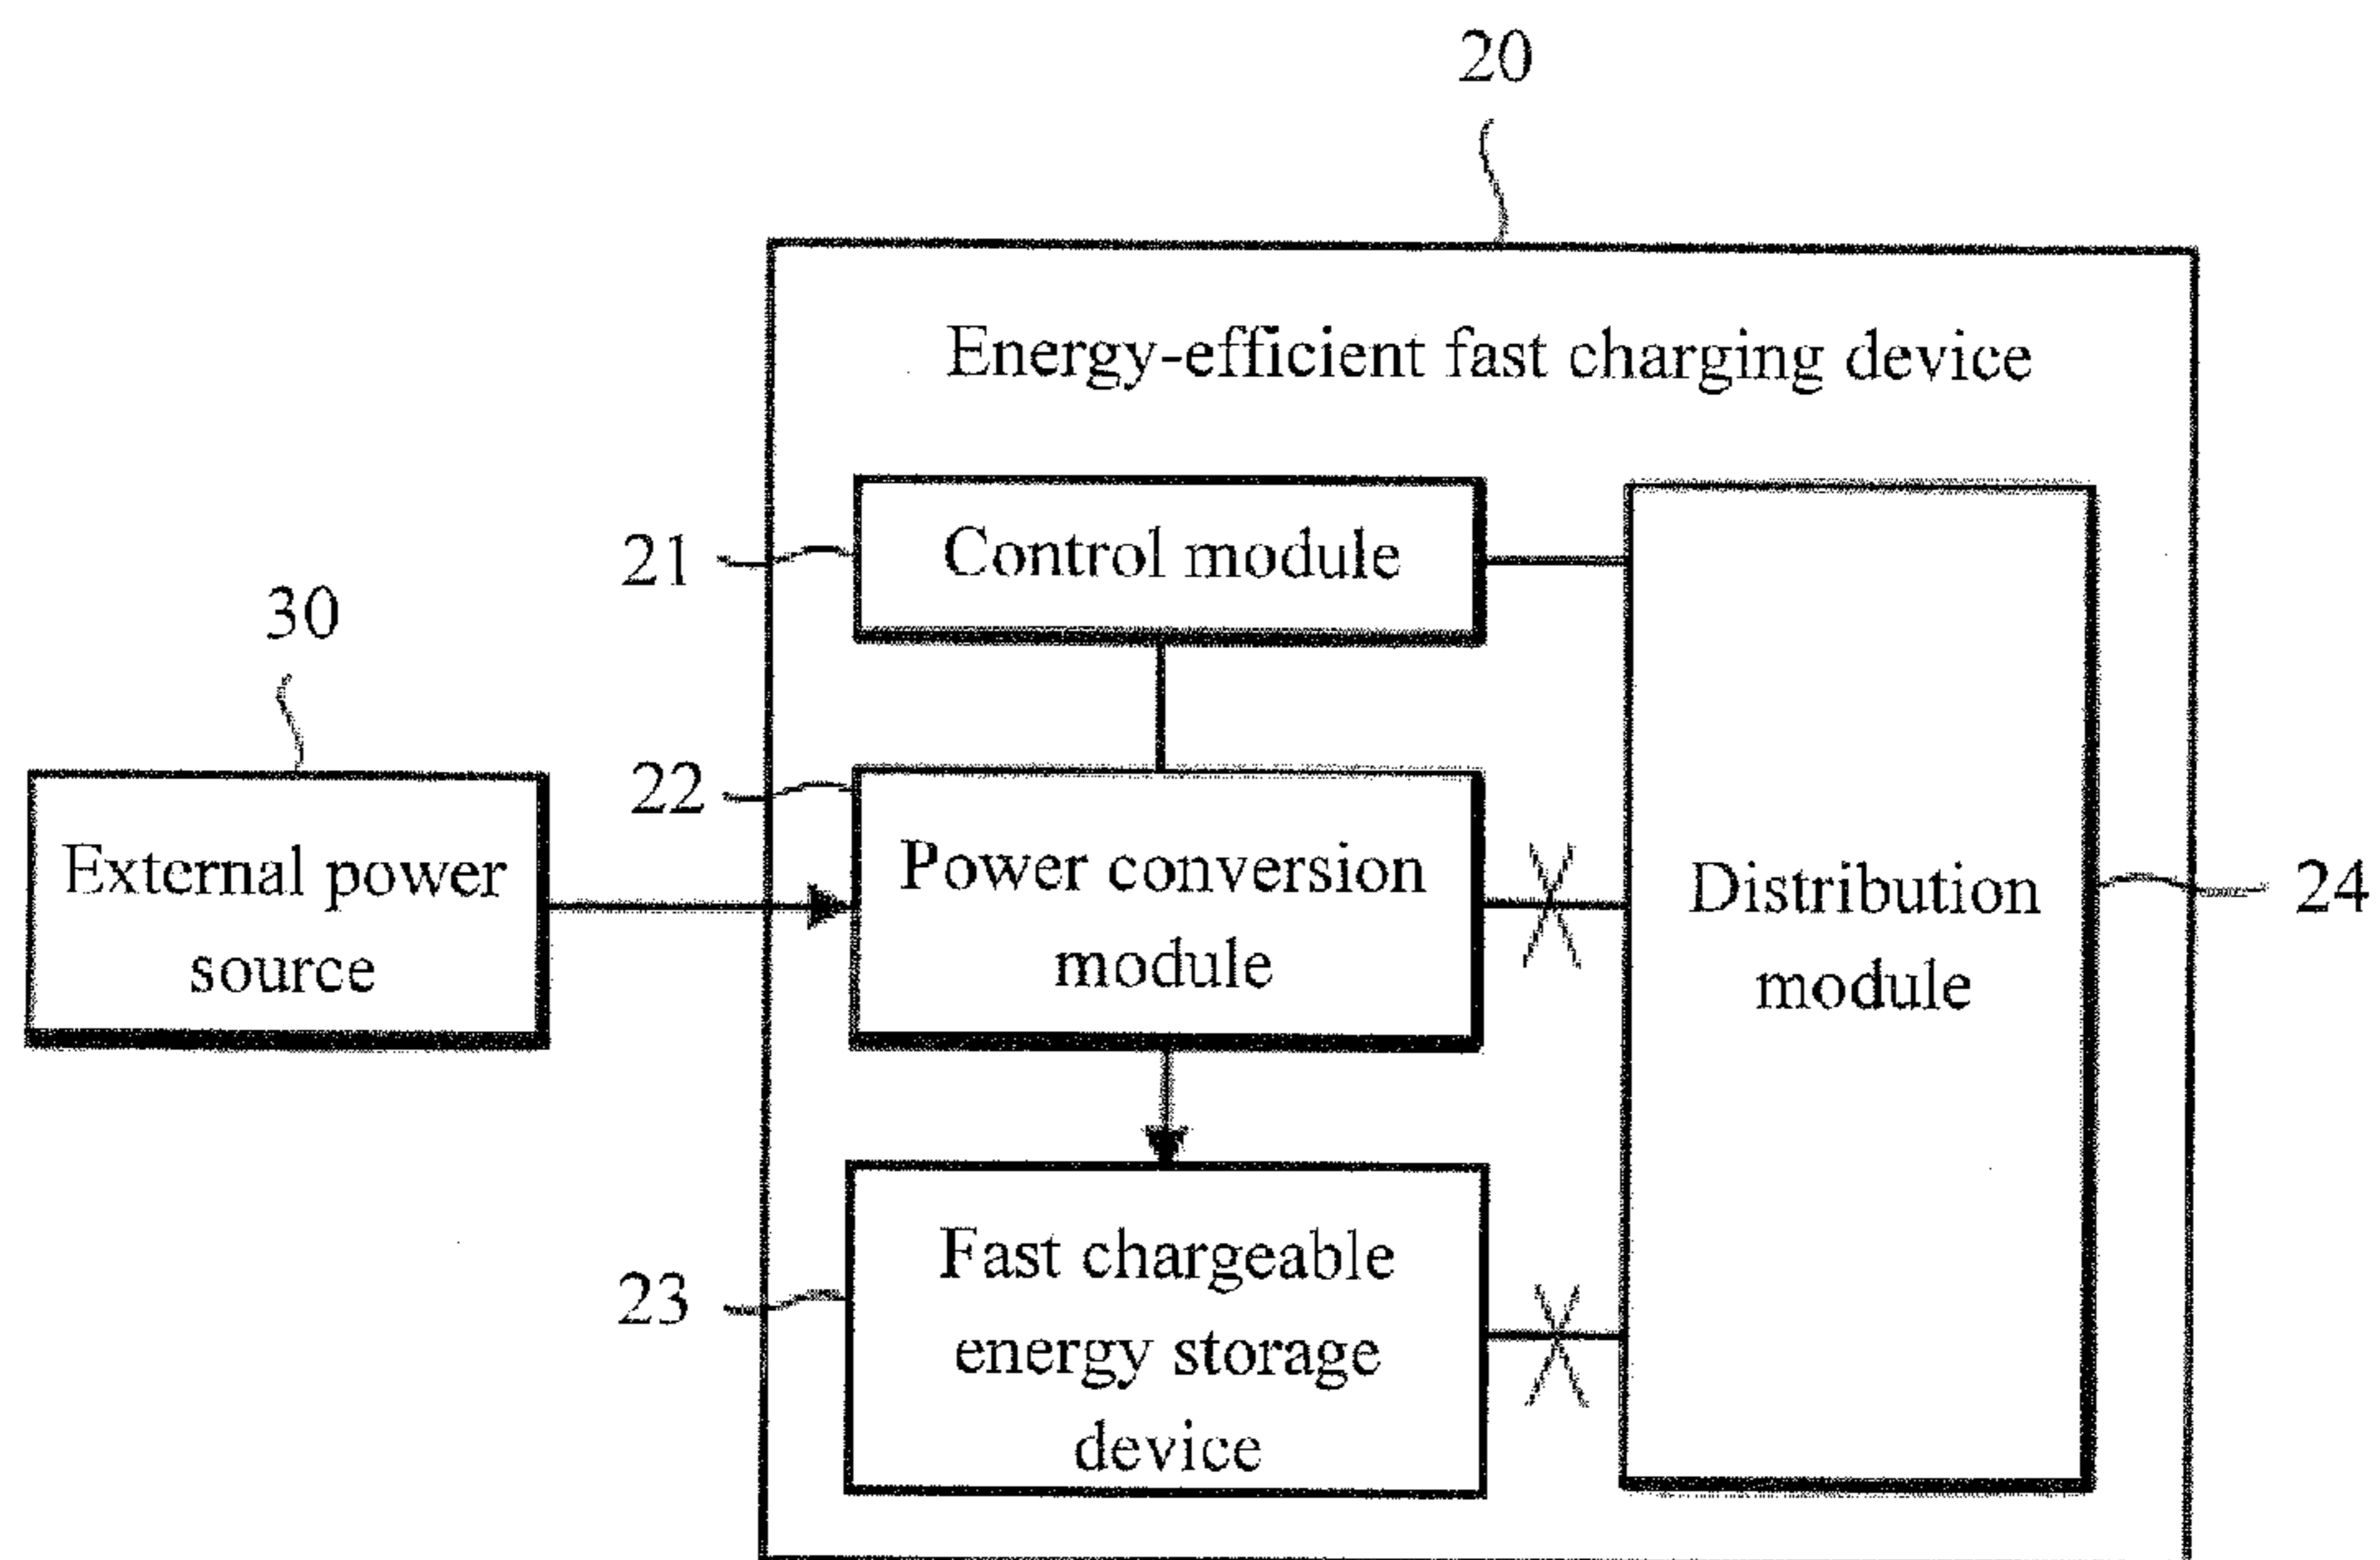 20
Energy-efficient fast charging device
21
Control module
30
22
External power
source
Power conversion
module
Distribution
module
24
23
Fast chargeable
energy storage
device